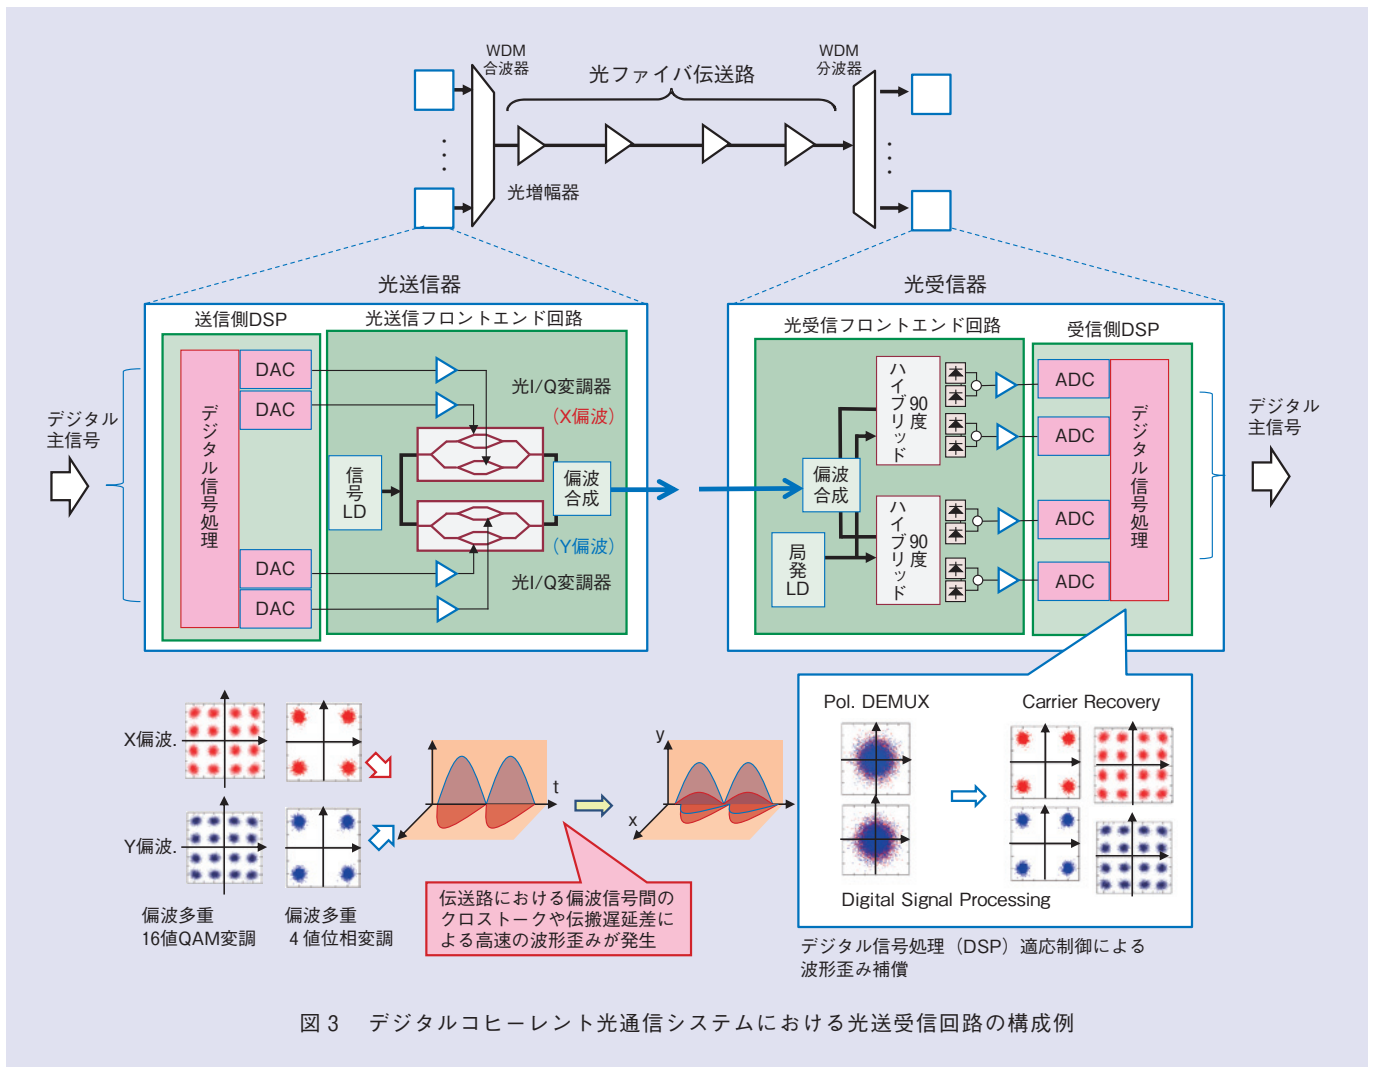 WDM
合波器
光ファイバ伝送路
WDM
分波器
光増幅器
光送信器
光受信器
送信側DSP
光送信フロントエンド回路
光受信フロントエンド回路
受信側DSP
デジタル
主信号
デジタル信号処理
DAC
DAC
DAC
DAC
光I/Q変調器
（X偏波）
信号
LD
偏波
合成
（Y偏波）
光I/Q変調器
偏波
合成
局発
LD
90度
ハイブリッド
90度
ハイブリッド
ADC
ADC
ADC
ADC
デジタル信号処理
デジタル
主信号
X偏波.
Y偏波.
偏波多重
16値QAM変調
偏波多重
4値位相変調
t
y
x
伝送路における偏波信号間の
クロストークや伝搬遅延差に
よる高速の波形歪みが発生
Pol. DEMUX
Carrier Recovery
Digital Signal Processing
デジタル信号処理（DSP）適応制御による
波形歪み補償
図3　デジタルコヒーレント光通信システムにおける光送受信回路の構成例